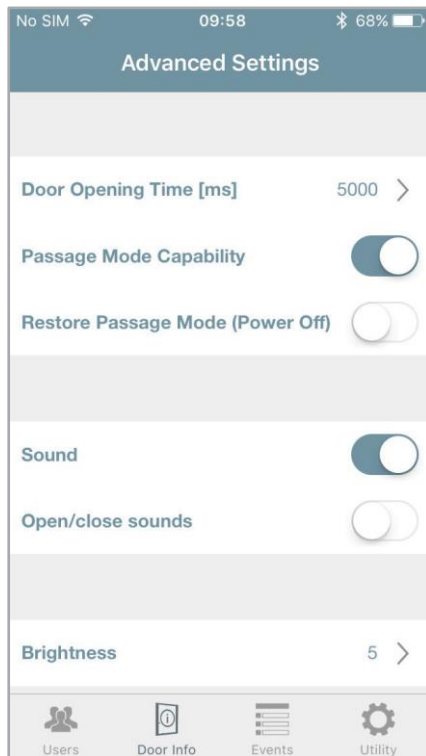 No SIM 09:58 68%
Advanced Settings
Door Opening Time [ms] 5000
Passage Mode Capability
Restore Passage Mode (Power Off)
Sound
Open/close sounds
Brightness 5
Users Door Info Events Utility